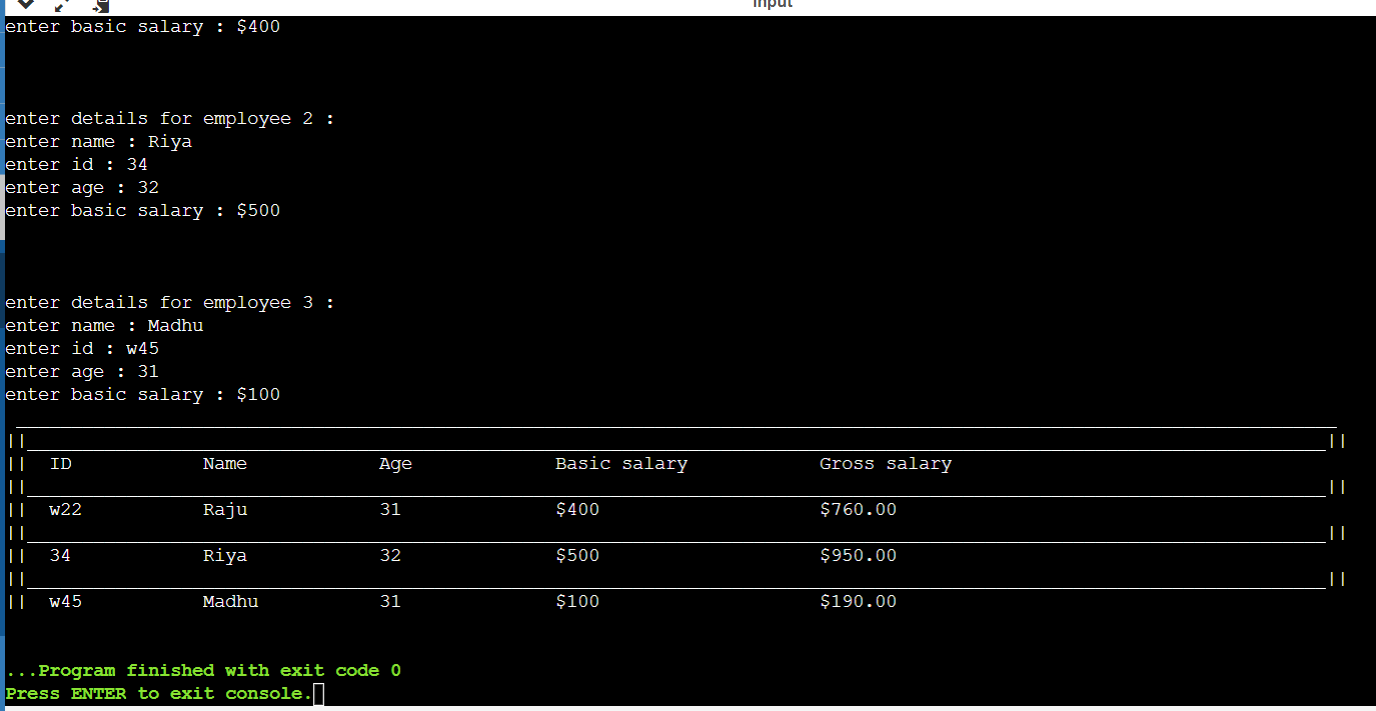 input
enter basic salary : $400
enter details for employee 2 :
enter name : Riya
enter id : 34
enter age : 32
enter basic salary : $500
enter details for employee 3 :
enter name : Madhu
enter id : w45
enter age : 31
enter basic salary : $100
||____||
|| ID Name Age Basic salary Gross salary
||____||
|| w22 Raju 31 $400 $760.00
||____||
|| 34 Riya 32 $500 $950.00
||____||
|| w45 Madhu 31 $100 $190.00
...Program finished with exit code 0
Press ENTER to exit console.